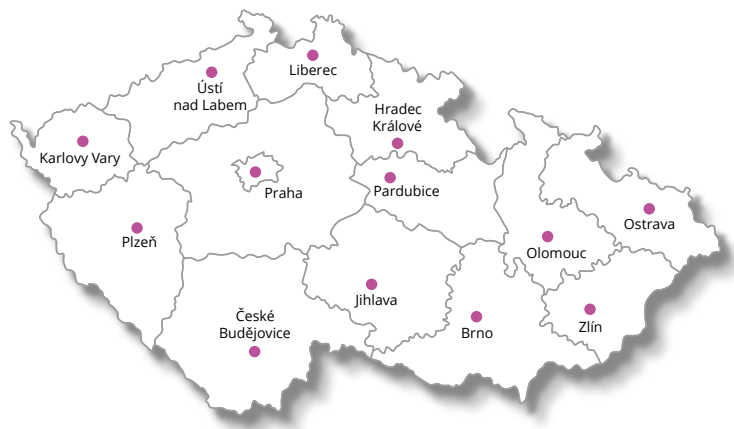 Liberec
Ústí
nad Labem
Hradec
Králové
Karlovy Vary
Praha
Pardubice
Ostrava
Plzeň
Olomouc
Jihlava
České
Budějovice
Brno
Zlín